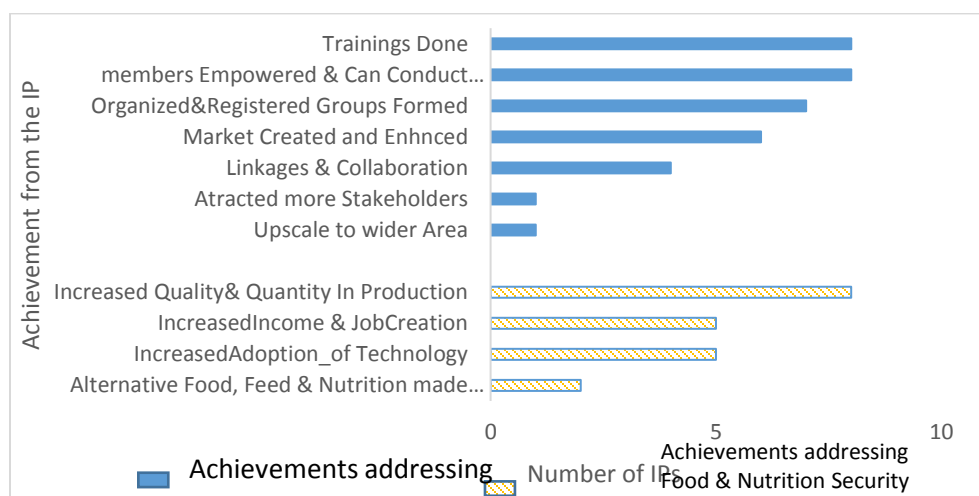 Achievement from the IP
Trainings Done
members Empowered & Can Conduct...
Organized&Registered Groups Formed
Market Created and Enhnced
Linkages & Collaboration
Atracted more Stakeholders
Upscale to wider Area
Increased Quality& Quantity In Production
IncreasedIncome & JobCreation
IncreasedAdoption_of Technology
Alternative Food, Feed & Nutrition made...
0 5 10
Achievements addressing
Number of IPs
Achievements addressing
Food & Nutrition Security